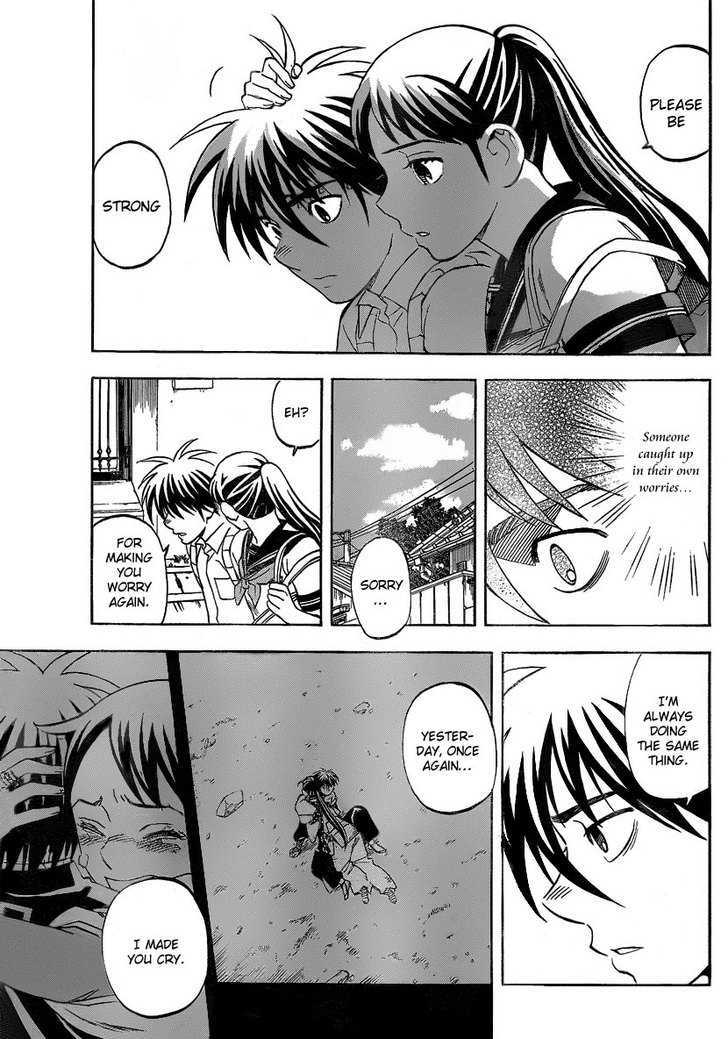 PLEASE
BE
STRONG
Someone
caught up
in their own
worries...
SORRY
...
EH?
FOR
MAKING
YOU
WORRY
AGAIN.
I'M
ALWAYS
DOING
THE SAME
THING.
YESTER-
DAY, ONCE
AGAIN...
I MADE
YOU CRY.